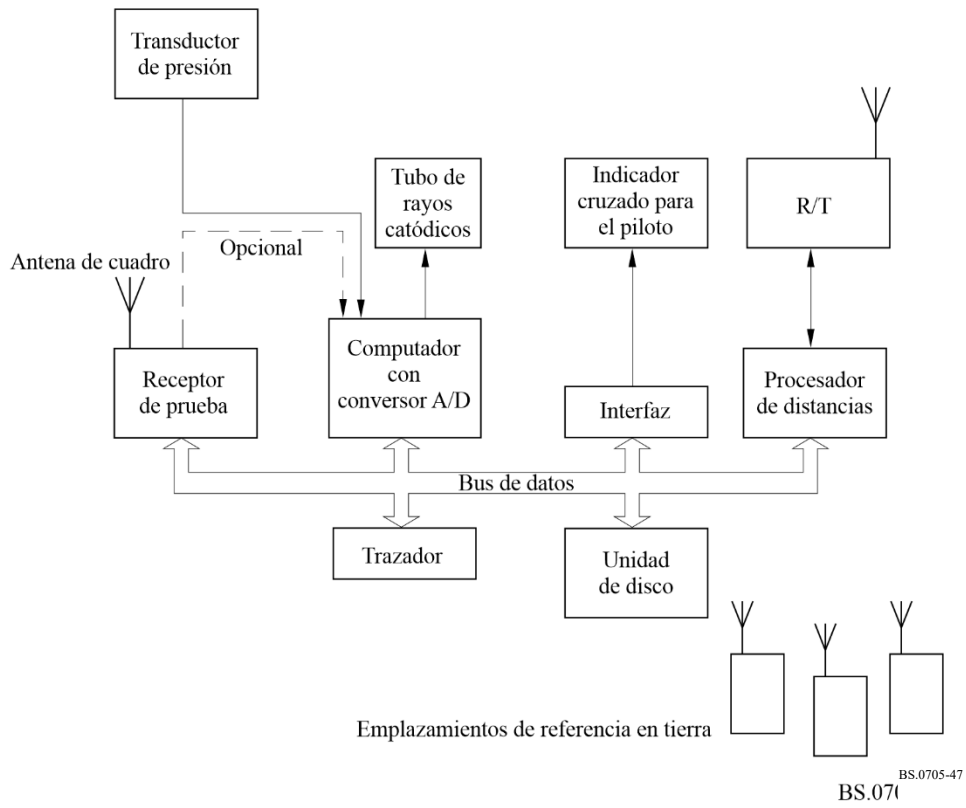 Transductor
de presión
Tubo de
rayos
catódicos
Indicador
cruzado para
el piloto
R/T
Opcional
Antena de cuadro
Receptor
de prueba
Computador
con
conversor A/D
Interfaz
Procesador
de distancias
Bus de datos
Trazador
Unidad
de disco
Emplazamientos de referencia en tierra
BS.0705-47